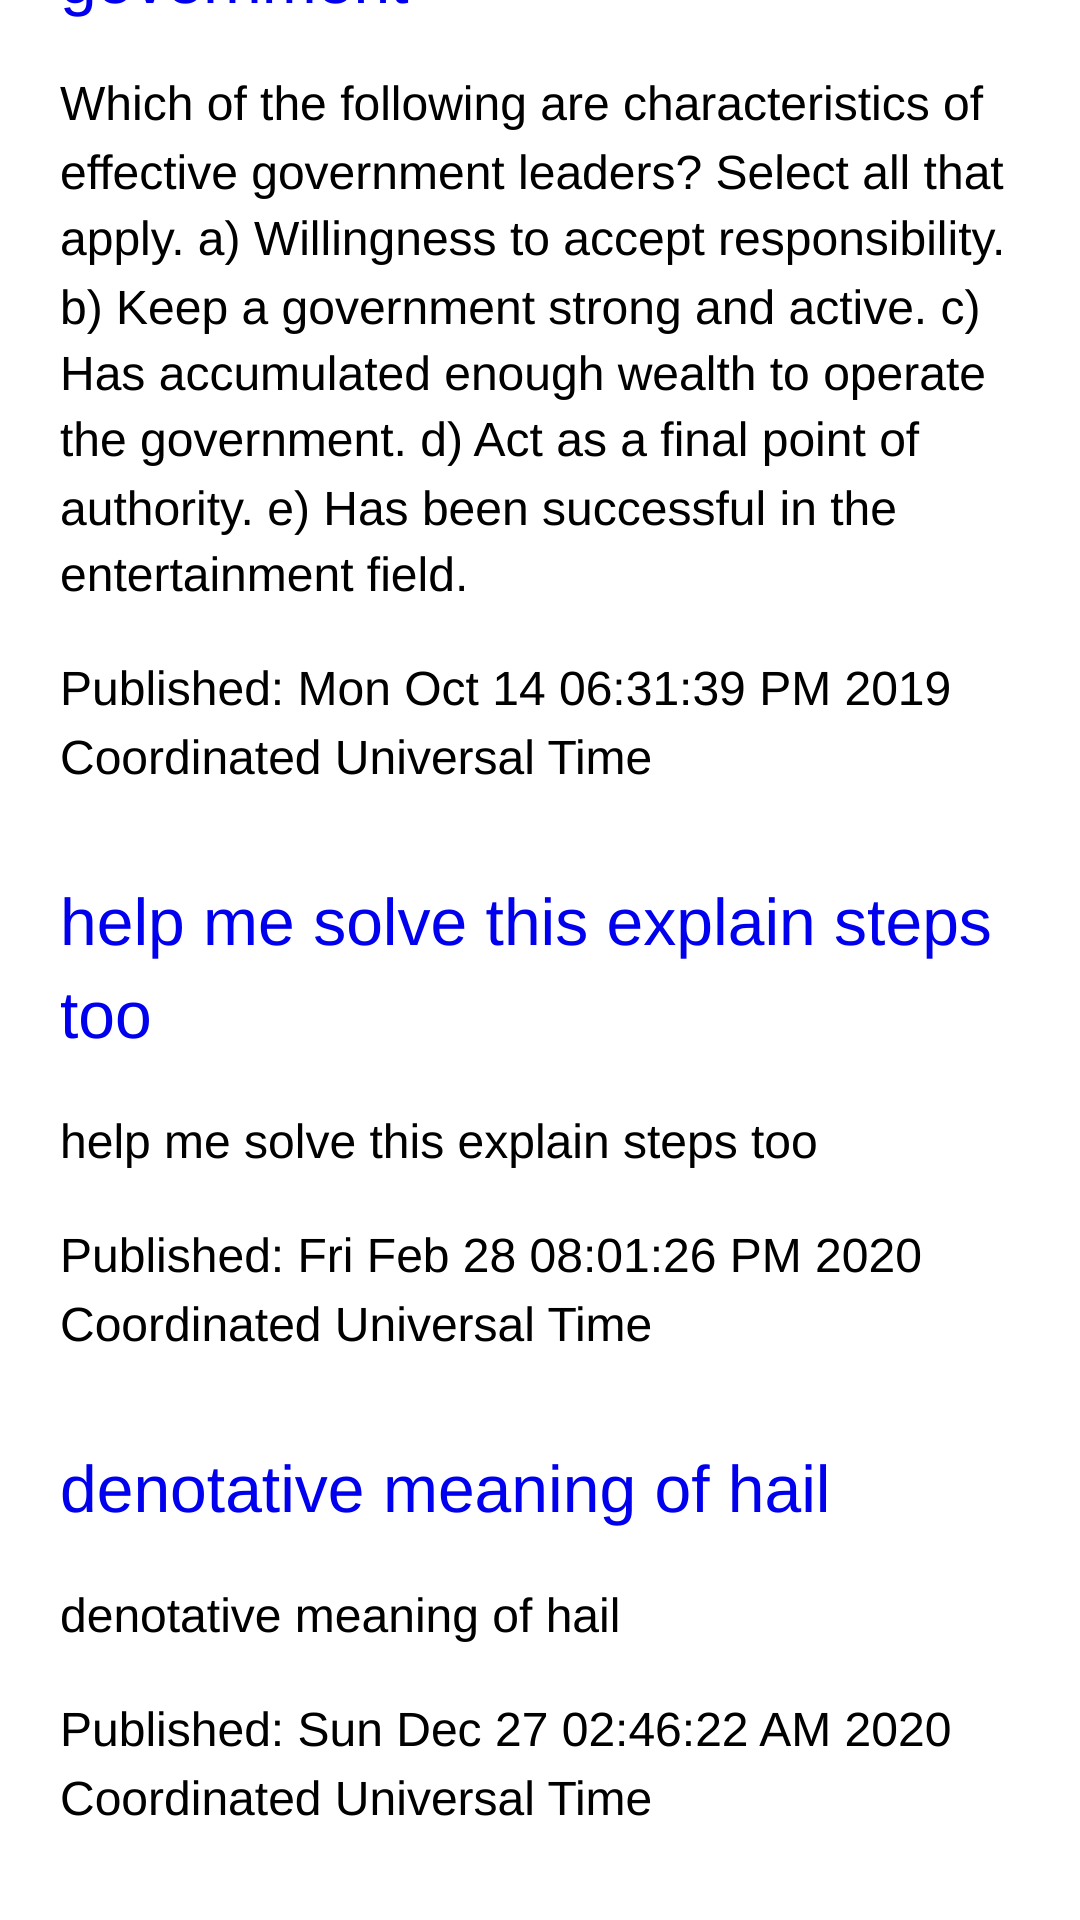 government
Which of the following are characteristics of
effective government leaders? Select all that
apply. a) Willingness to accept responsibility.
b) Keep a government strong and active. c)
Has accumulated enough wealth to operate
the government. d) Act as a final point of
authority. e) Has been successful in the
entertainment field.
Published: Mon Oct 14 06:31:39 PM 2019
Coordinated Universal Time
help me solve this explain steps
too
help me solve this explain steps too
Published: Fri Feb 28 08:01:26 PM 2020
Coordinated Universal Time
denotative meaning of hail
denotative meaning of hail
Published: Sun Dec 27 02:46:22 AM 2020
Coordinated Universal Time